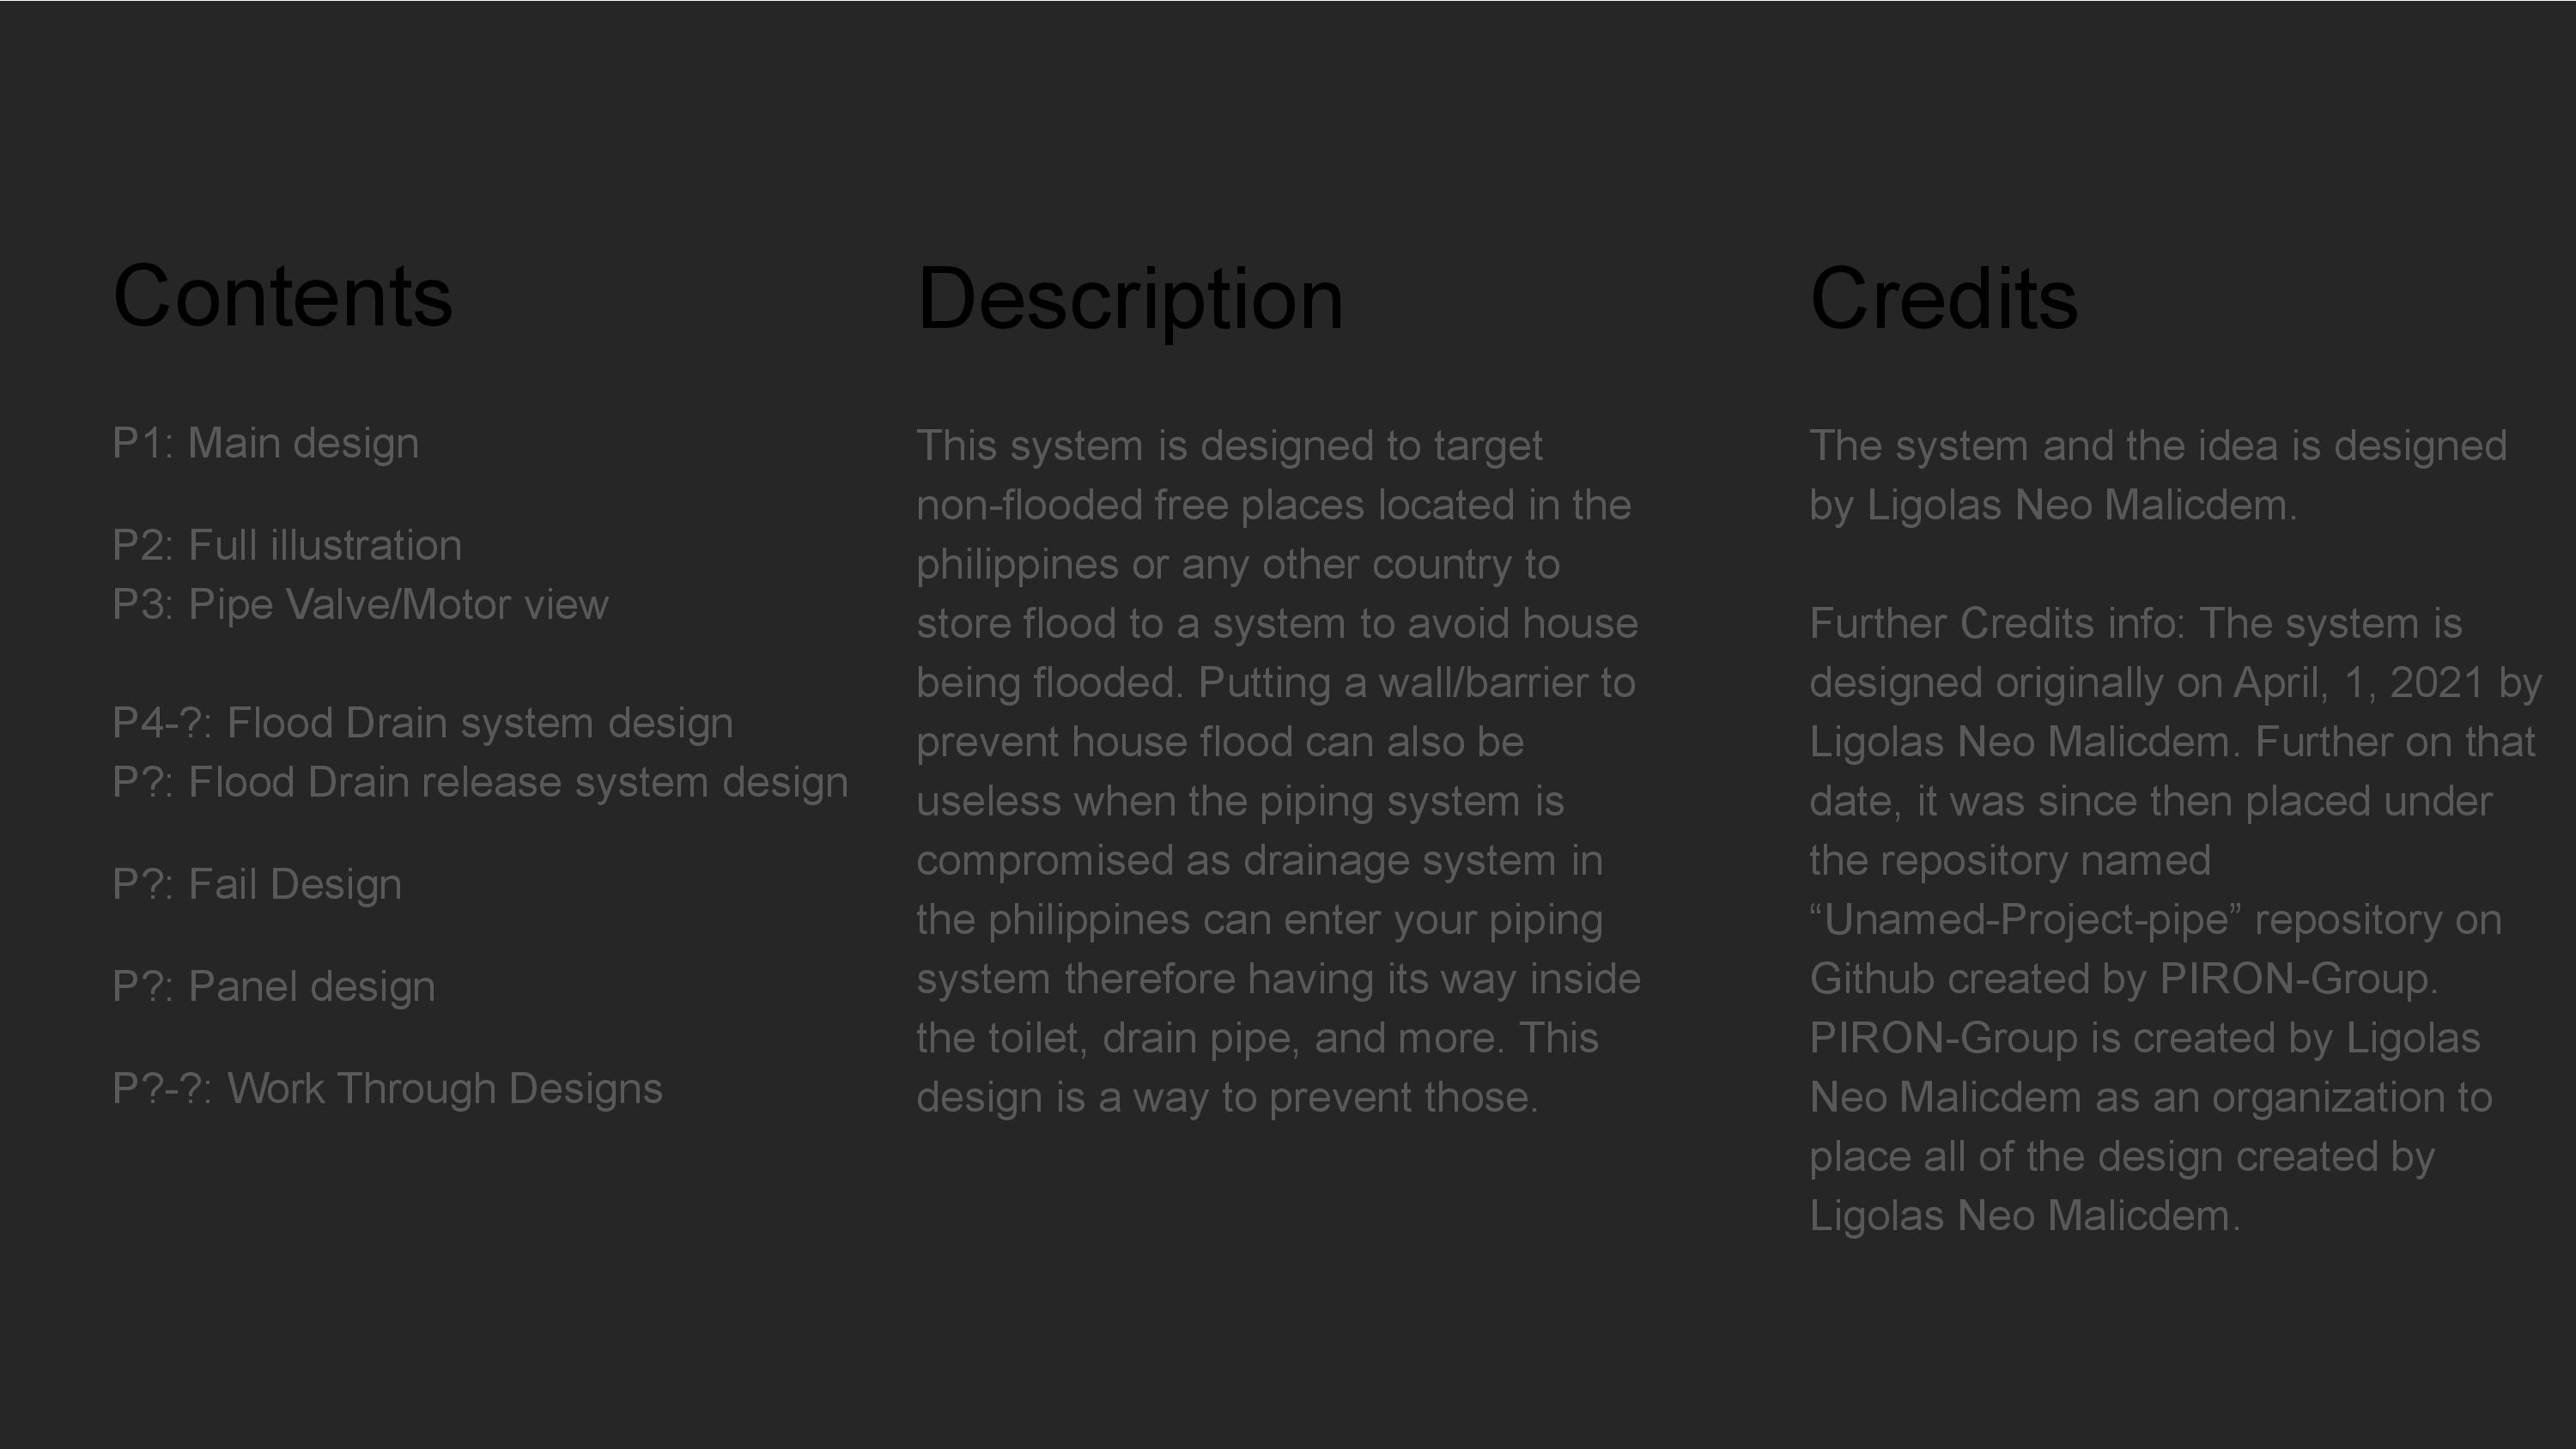 Contents
P1: Main design
P2: Full illustration
P3: Pipe Valve/Motor view
P4-?: Flood Drain system design
P?: Flood Drain release system design
P?: Fail Design
P?: Panel design
P?-?: Work Through Designs
Description
This system is designed to target
non-flooded free places located in the
philippines or any other country to
store flood to a system to avoid house
being flooded. Putting a wall/barrier to
prevent house flood can also be
useless when the piping system is
compromised as drainage system in
the philippines can enter your piping
system therefore having its way inside
the toilet, drain pipe, and more. This
design is a way to prevent those.
Credits
The system and the idea is designed
by Ligolas Neo Malicdem.
Further Credits info: The system is
designed originally on April, 1, 2021 by
Ligolas Neo Malicdem. Further on that
date, it was since then placed under
the repository named
“Unamed-Project-pipe” repository on
Github created by PIRON-Group.
PIRON-Group is created by Ligolas
Neo Malicdem as an organization to
place all of the design created by
Ligolas Neo Malicdem.